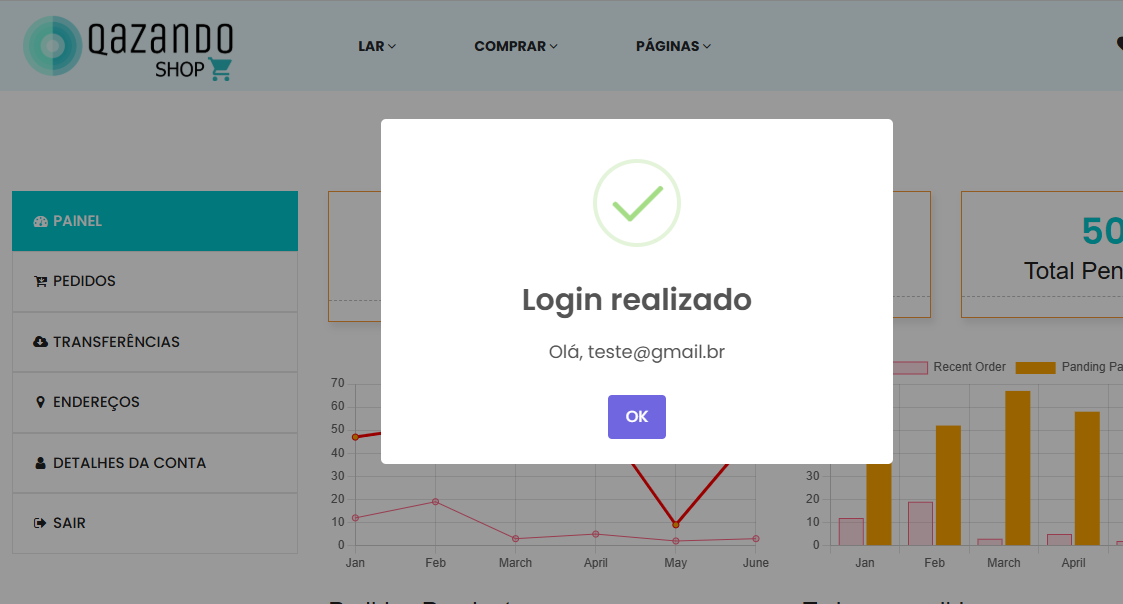 QAZANDO
SHOP
LAR
COMPRAR
PÁGINAS
PAINEL
PEDIDOS
TRANSFERÊNCIAS
ENDEREÇOS
DETALHES DA CONTA
SAIR
Login realizado
Olá, teste@gmail.br
OK
50
Total Pen
70
60
50
40
30
20
10
0
Jan Feb March April May June
Recent Order Panding Pa
30
20
10
0
Jan Feb March April